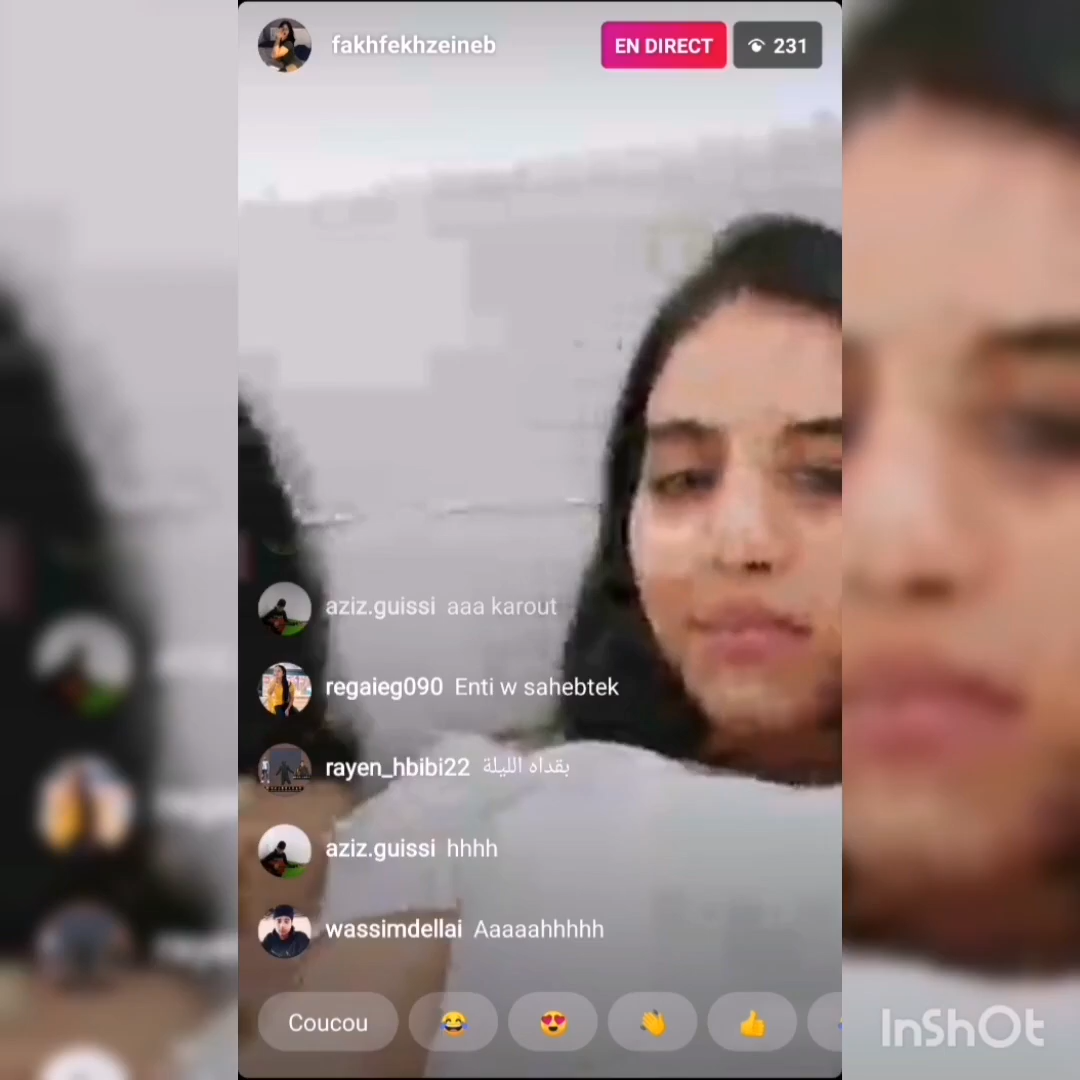 fakhfekhzeineb EN DIRECT 231
aziz.guissi aaa karout
regaieg090 Enti w sahebtek
rayen_hbibi22 بقداه الليلة
aziz.guissi hhhh
wassimdellai Aaaaahhhhh
Coucou
InShOt